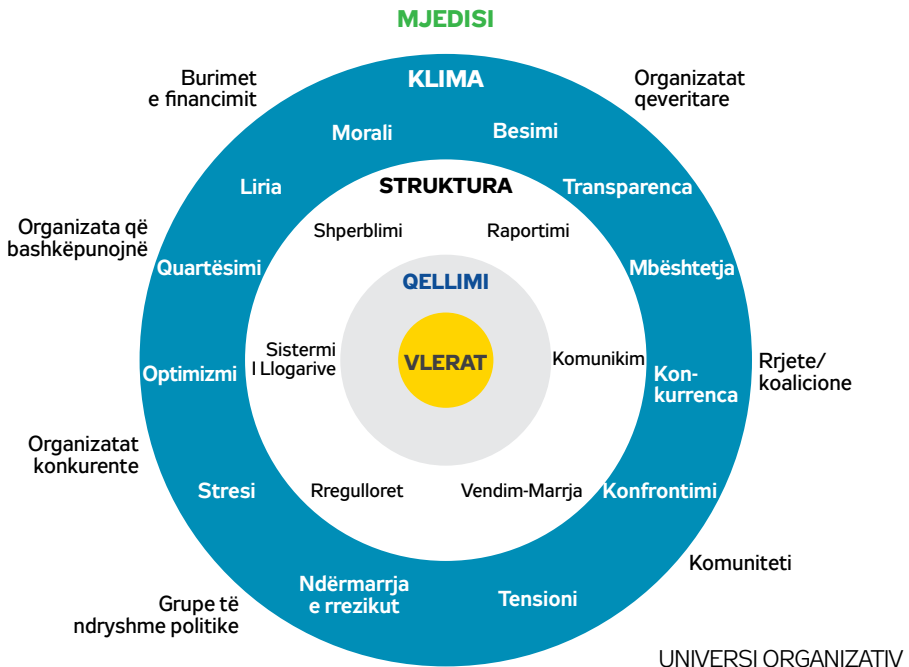 MJEDISI
Burimet
e financimit
Organizatat
qeveritare
Organizata që
bashkëpunojnë
Rrjete/
koalicione
Organizatat
konkurente
Komuniteti
Grupe të
ndryshme politike
KLIMA
Morali
Besimi
Liria
Transparenca
Quartësimi
Mbështetja
Optimizmi
Kon-
kurrenca
Stresi
Konfrontimi
Ndërmarrja
e rrezikut
Tensioni
STRUKTURA
Shperblimi
Raportimi
Sistermi
I Llogarive
Komunikim
Rregulloret
Vendim-Marrja
QELLIMI
VLERAT
UNIVERSI ORGANIZATIV